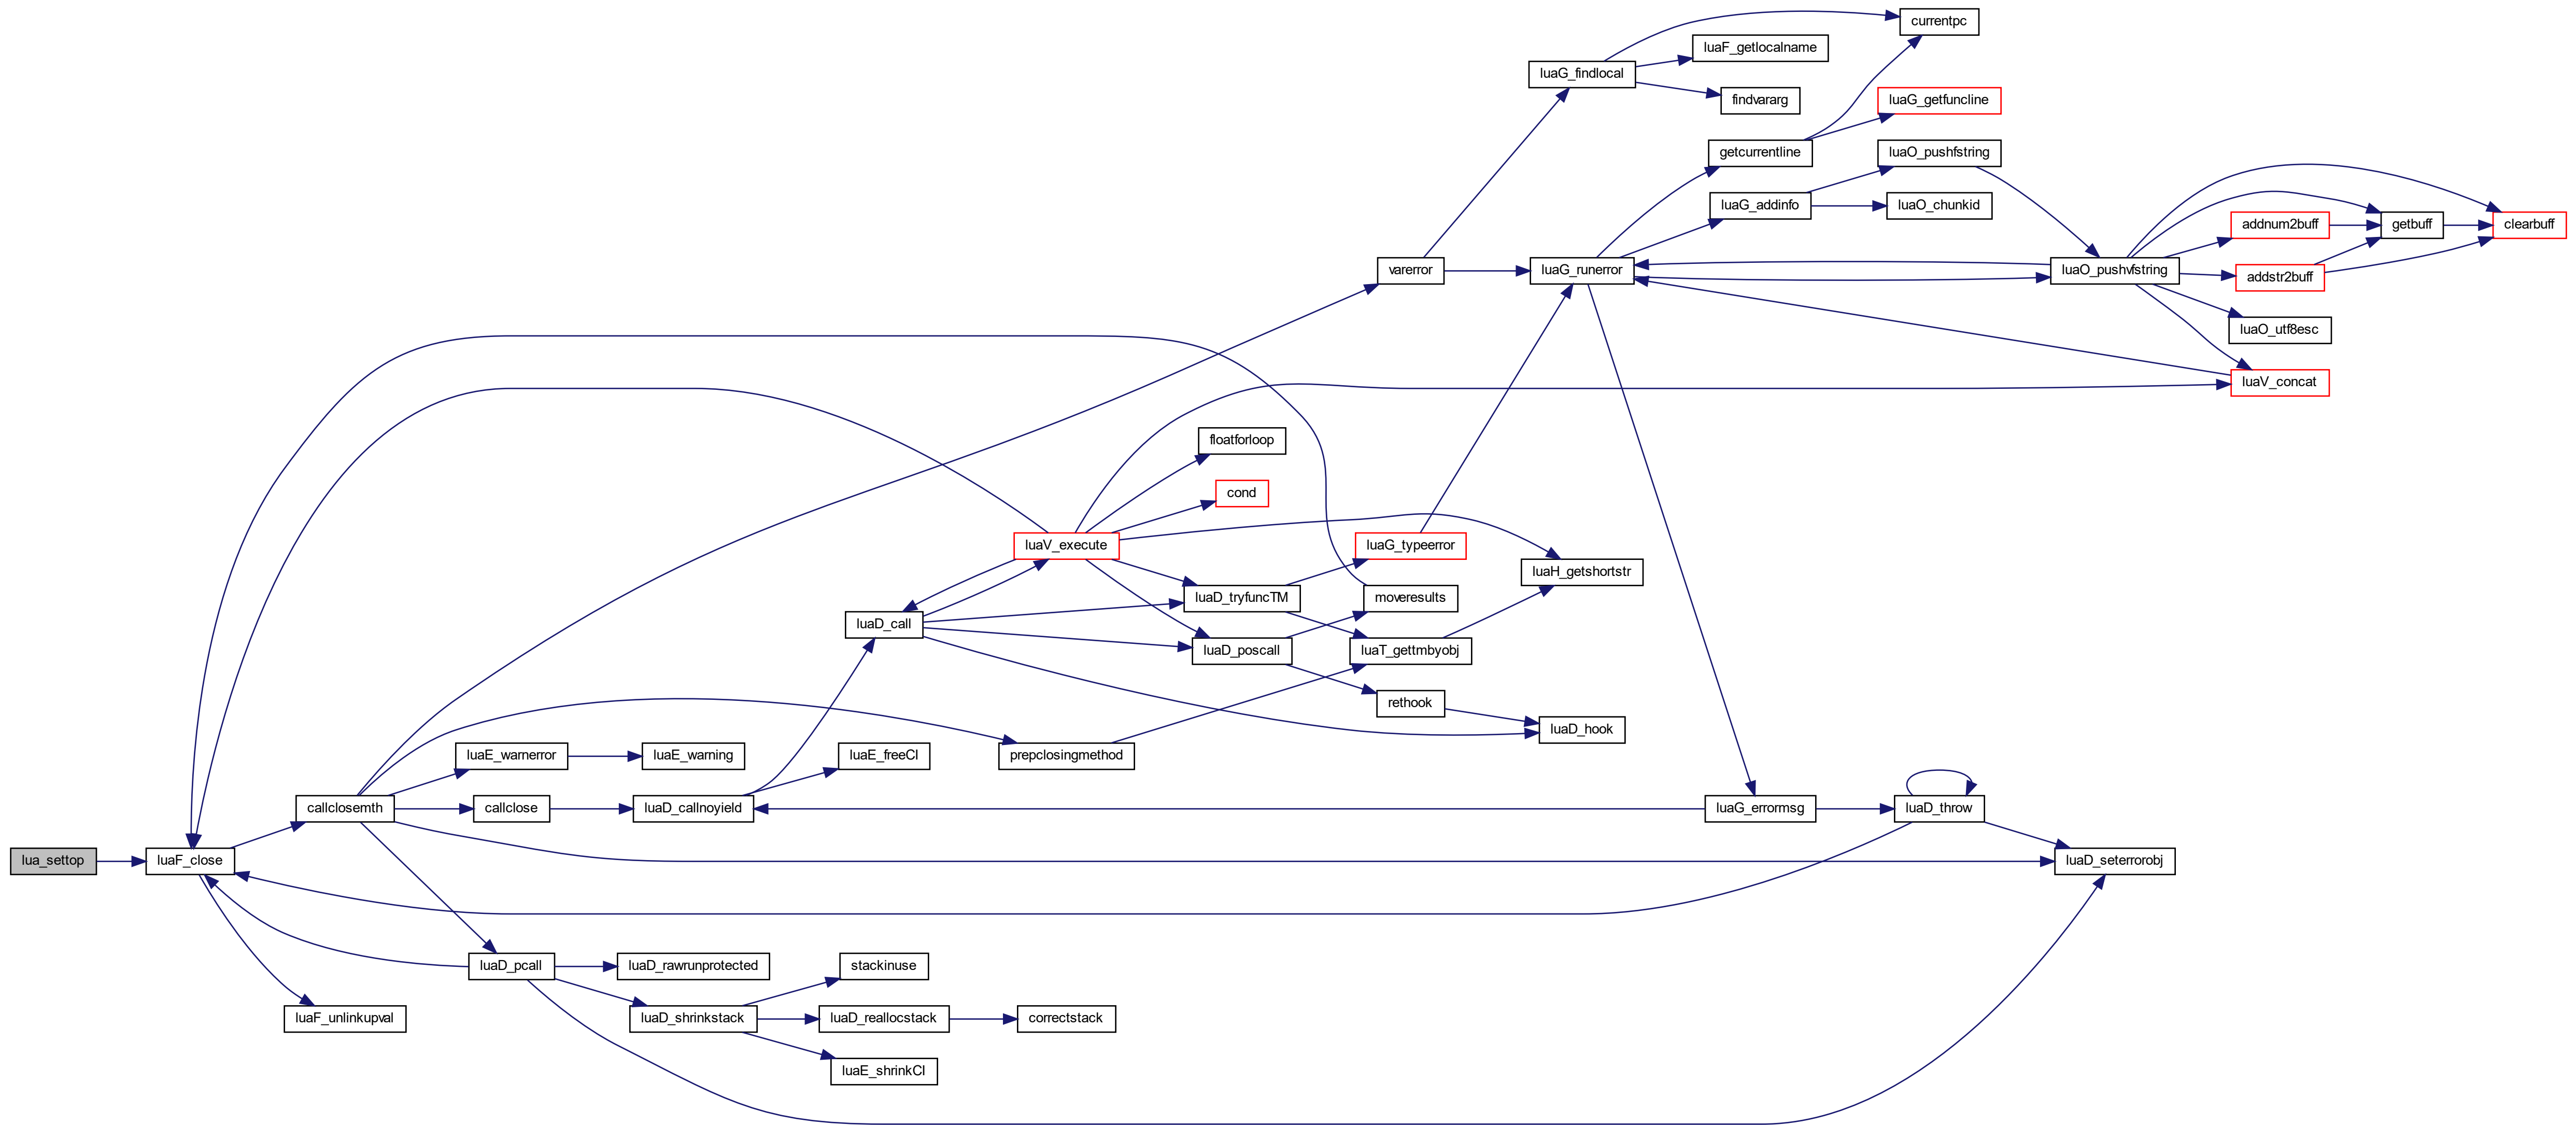 currentpc
luaF_getlocalname
luaG_findlocal
findvararg
luaG_getfuncline
getcurrentline
luaO_pushfstring
luaG_addinfo
luaO_chunkid
addnum2buff
getbuff
clearbuff
varerror
luaG_runerror
luaO_pushvfstring
addstr2buff
luaO_utf8esc
luaV_concat
floatforloop
cond
luaV_execute
luaG_typeerror
luaH_getshortstr
luaD_call
luaD_tryfuncTM
moveresults
luaD_poscall
luaT_gettmbyobj
rethook
luaD_hook
luaE_warnerror
luaE_warning
luaE_freeCI
prepclosingmethod
callclosemth
callclose
luaD_callnoyield
luaG_errormsg
luaD_throw
lua_settop
luaF_close
luaD_seterrorobj
luaD_pcall
luaD_rawrunprotected
stackinuse
luaF_unlinkupval
luaD_shrinkstack
luaD_reallocstack
correctstack
luaE_shrinkCI